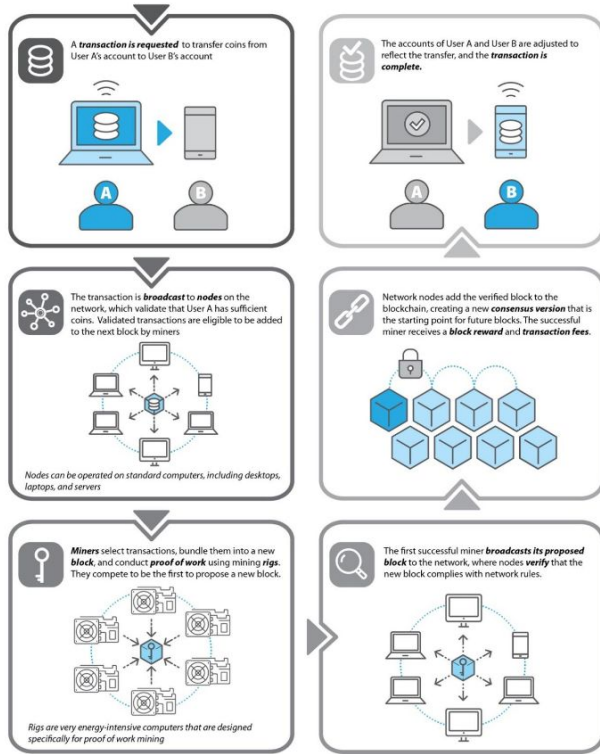 A transaction is requested to transfer coins from
User A's account to User B's account
A
B
The transaction is broadcast to nodes on the
network, which validate that User A has sufficient
coins. Validated transactions are eligible to be added
to the next block by miners
Nodes can be operated on standard computers, including desktops,
laptops, and servers
Miners select transactions, bundle them into a new
block, and conduct proof of work using mining rigs.
They compete to be the first to propose a new block.
Rigs are very energy-intensive computers that are designed
specifically for proof of work mining
The first successful miner broadcasts its proposed
block to the network, where nodes verify that the
new block complies with network rules.
Network nodes add the verified block to the
blockchain, creating a new consensus version that is
the starting point for future blocks. The successful
miner receives a block reward and transaction fees.
The accounts of User A and User B are adjusted to
reflect the transfer, and the transaction is
complete.
A
B